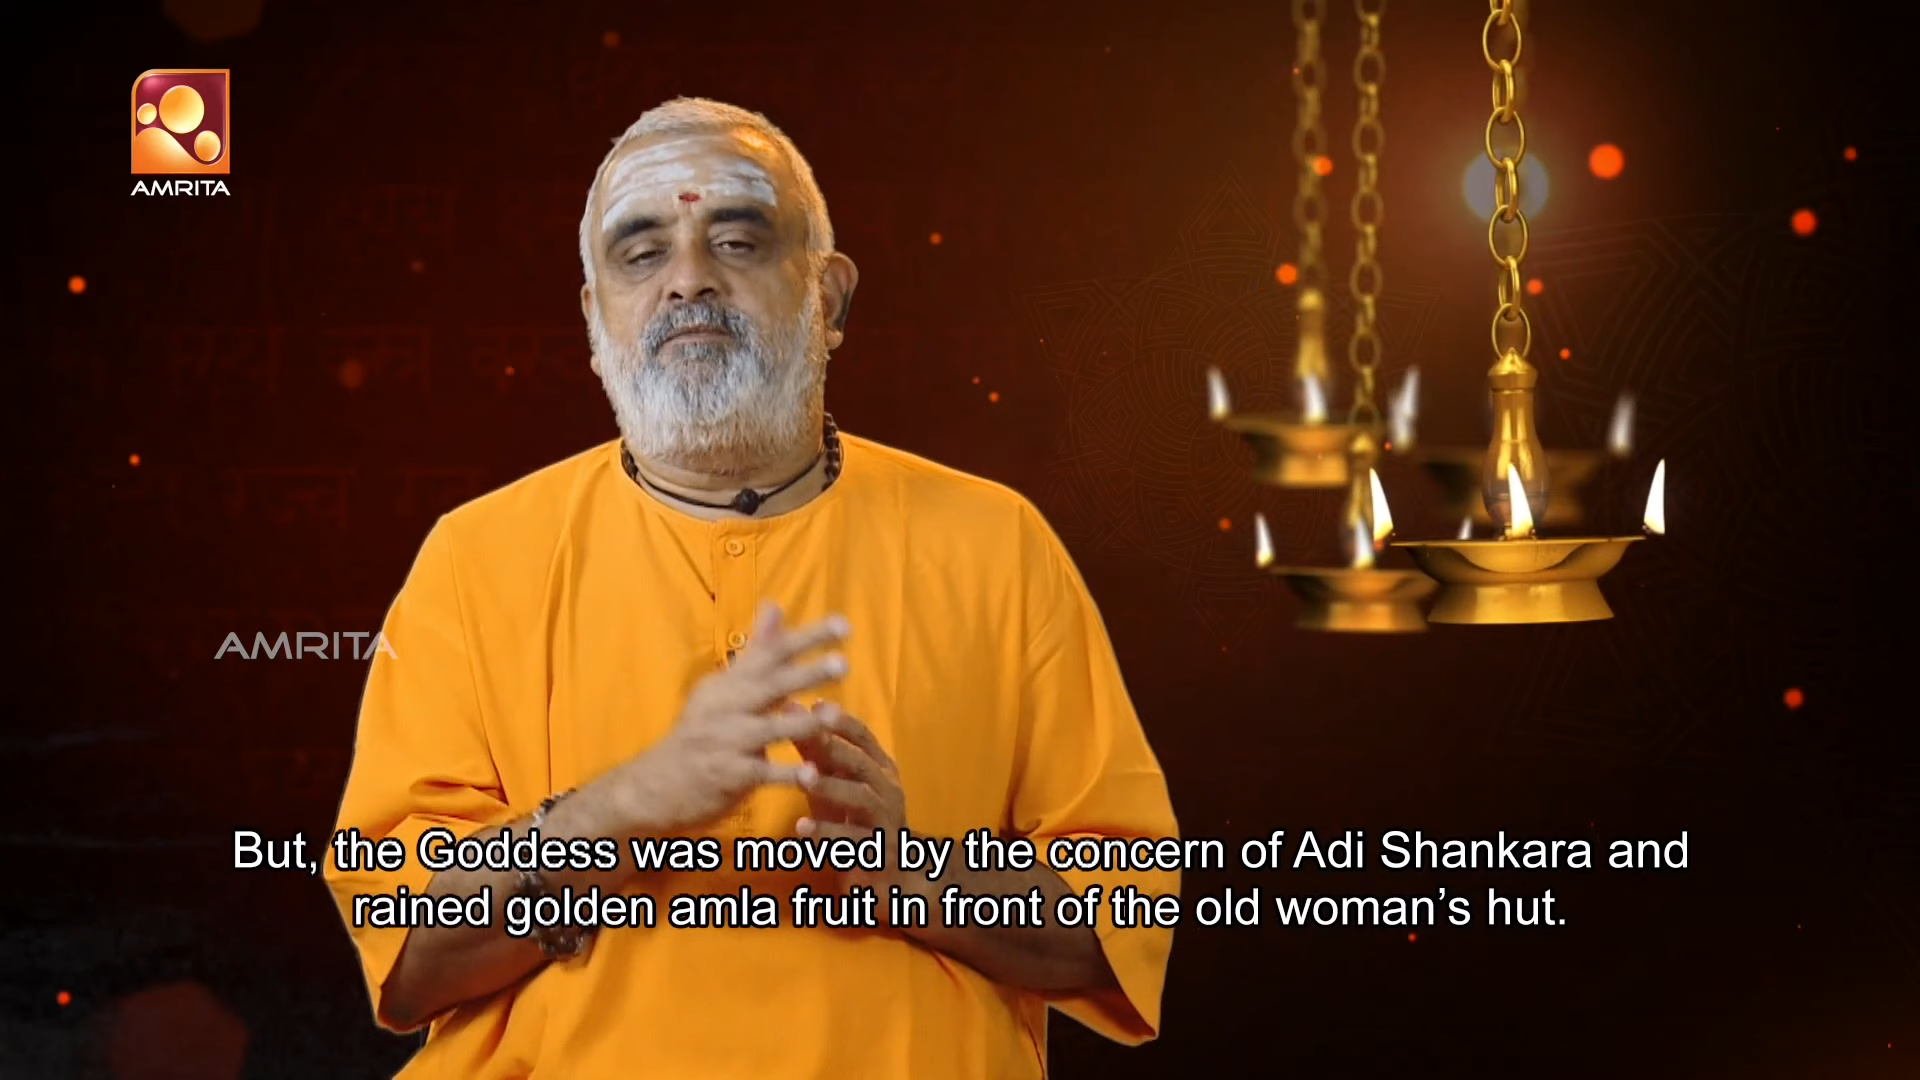 AMRITA
AMRITA
But, the Goddess was moved by the concern of Adi Shankara and
rained golden amla fruit in front of the old woman’s hut.